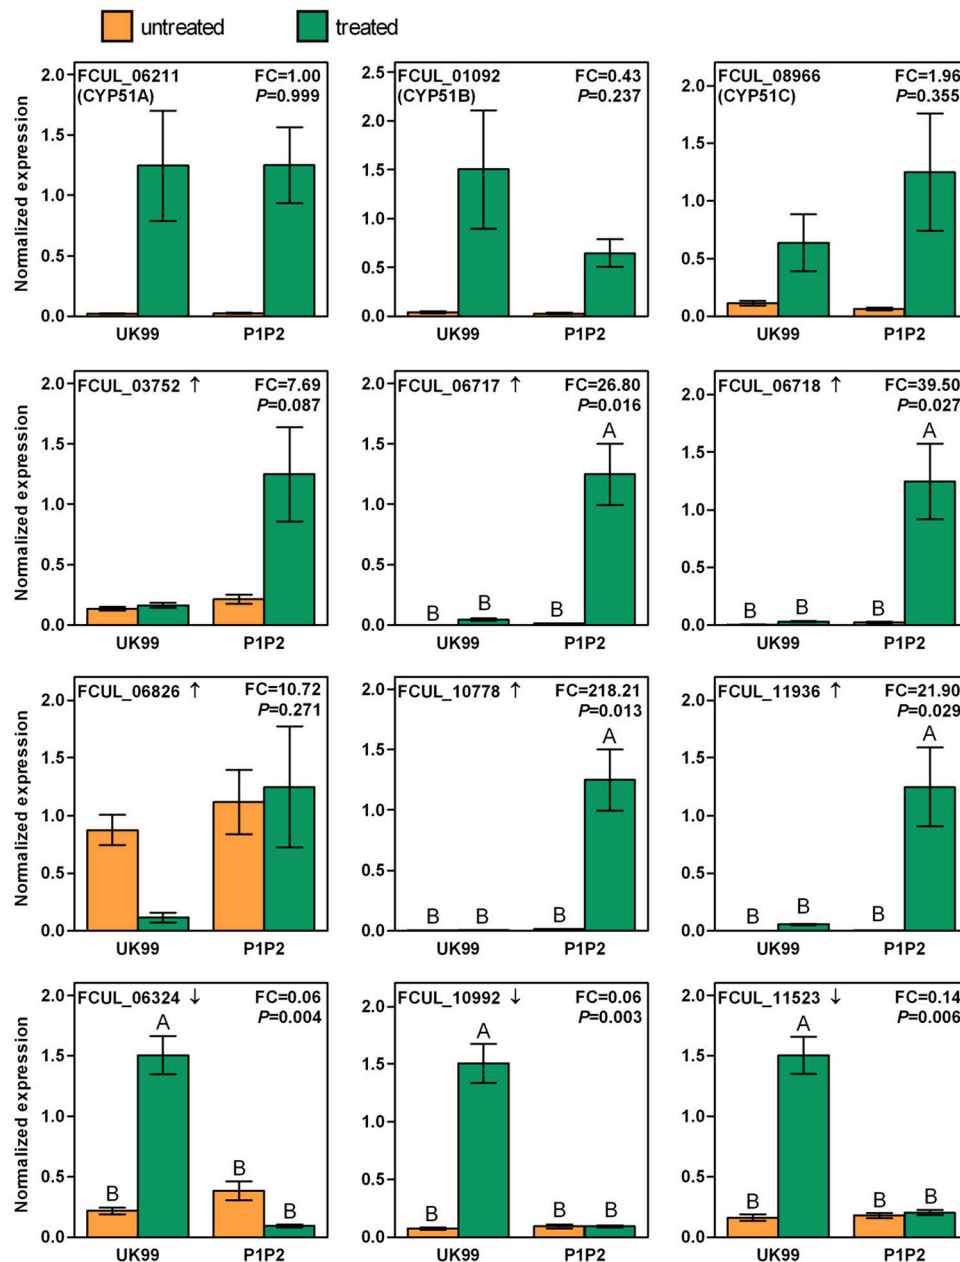 untreated treated
Normalized expression
FCUL_06211 FC=1.00
(CYP51A) P=0.999
2.0
1.5
1.0
0.5
0.0
UK99 P1P2
FCUL_01092 FC=0.43
(CYP51B) P=0.237
2.5
2.0
1.5
1.0
0.5
0.0
UK99 P1P2
FCUL_08966 FC=1.96
(CYP51C) P=0.355
2.0
1.5
1.0
0.5
0.0
UK99 P1P2
Normalized expression
FCUL_03752 ↑ FC=7.69
P=0.087
2.0
1.5
1.0
0.5
0.0
UK99 P1P2
FCUL_06717 ↑ FC=26.80
P=0.016
2.0
1.5
1.0
0.5
0.0
B B B A
UK99 P1P2
FCUL_06718 ↑ FC=39.50
P=0.027
2.0
1.5
1.0
0.5
0.0
B B B A
UK99 P1P2
Normalized expression
FCUL_06826 ↑ FC=10.72
P=0.271
2.0
1.5
1.0
0.5
0.0
UK99 P1P2
FCUL_10778 ↑ FC=218.21
P=0.013
2.0
1.5
1.0
0.5
0.0
B B B A
UK99 P1P2
FCUL_11936 ↑ FC=21.90
P=0.029
2.0
1.5
1.0
0.5
0.0
B B B A
UK99 P1P2
Normalized expression
FCUL_06324 ↓ FC=0.06
P=0.004
2.0
1.5
1.0
0.5
0.0
B A B B
UK99 P1P2
FCUL_10992 ↓ FC=0.06
P=0.003
2.0
1.5
1.0
0.5
0.0
B A B B
UK99 P1P2
FCUL_11523 ↓ FC=0.14
P=0.006
2.0
1.5
1.0
0.5
0.0
B A B B
UK99 P1P2